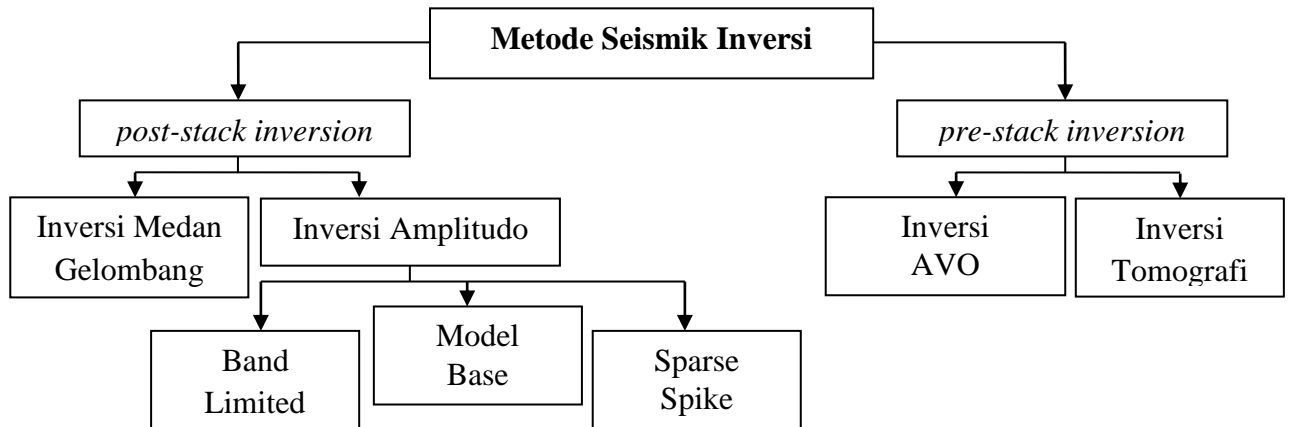 Metode Seismik Inversi
post-stack inversion
pre-stack inversion
Inversi Medan
Gelombang
Inversi Amplitudo
Inversi
AVO
Inversi
Tomografi
Band
Limited
Model
Base
Sparse
Spike